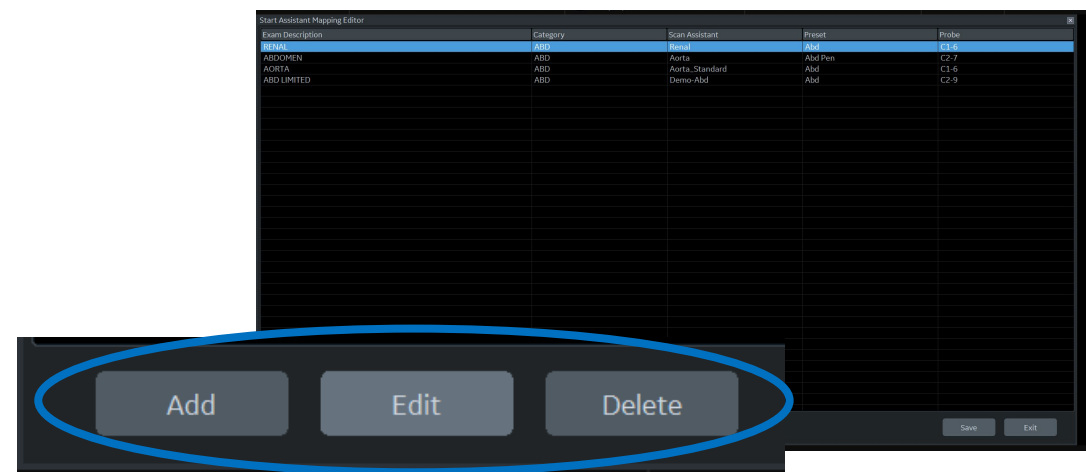 Start Assistant Mapping Editor
Exam Description Category Scan Assistant Preset Probe
RENAL ABD Renal Abd C1-6
ABDOMEN ABD Aorta Abd Pen C2-7
AORTA ABD Aorta_Standard Abd C1-6
ABD LIMITED ABD Demo-Abd Abd C2-9
Add Edit Delete
Save Exit